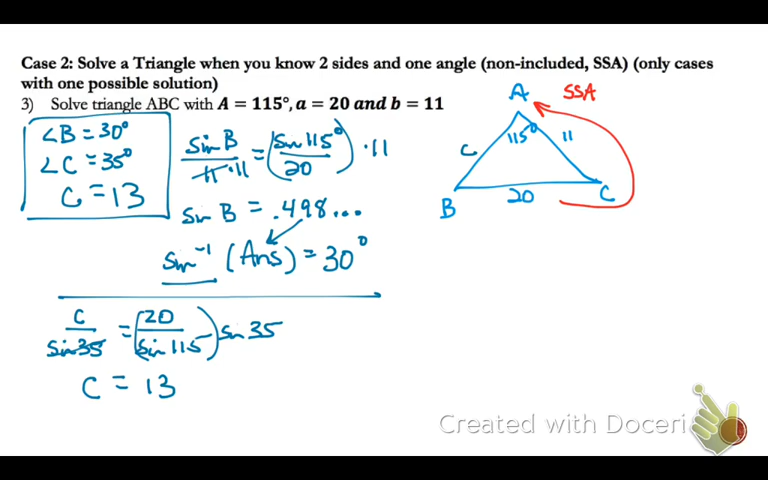 Case 2: Solve a Triangle when you know 2 sides and one angle (non-included, SSA) (only cases
with one possible solution)
3) Solve triangle ABC with A = 115°, a = 20 and b = 11
∠B = 30°
∠C = 35°
C = 13
sin B / 11 · 11 = (sin 115° / 20) · 11
sin B = .498...
sin⁻¹ (Ans) = 30°
c / sin 35 = (20 / sin 115) sin 35
C = 13
A
SSA
115°
11
c
B
20
C
Created with Doceri